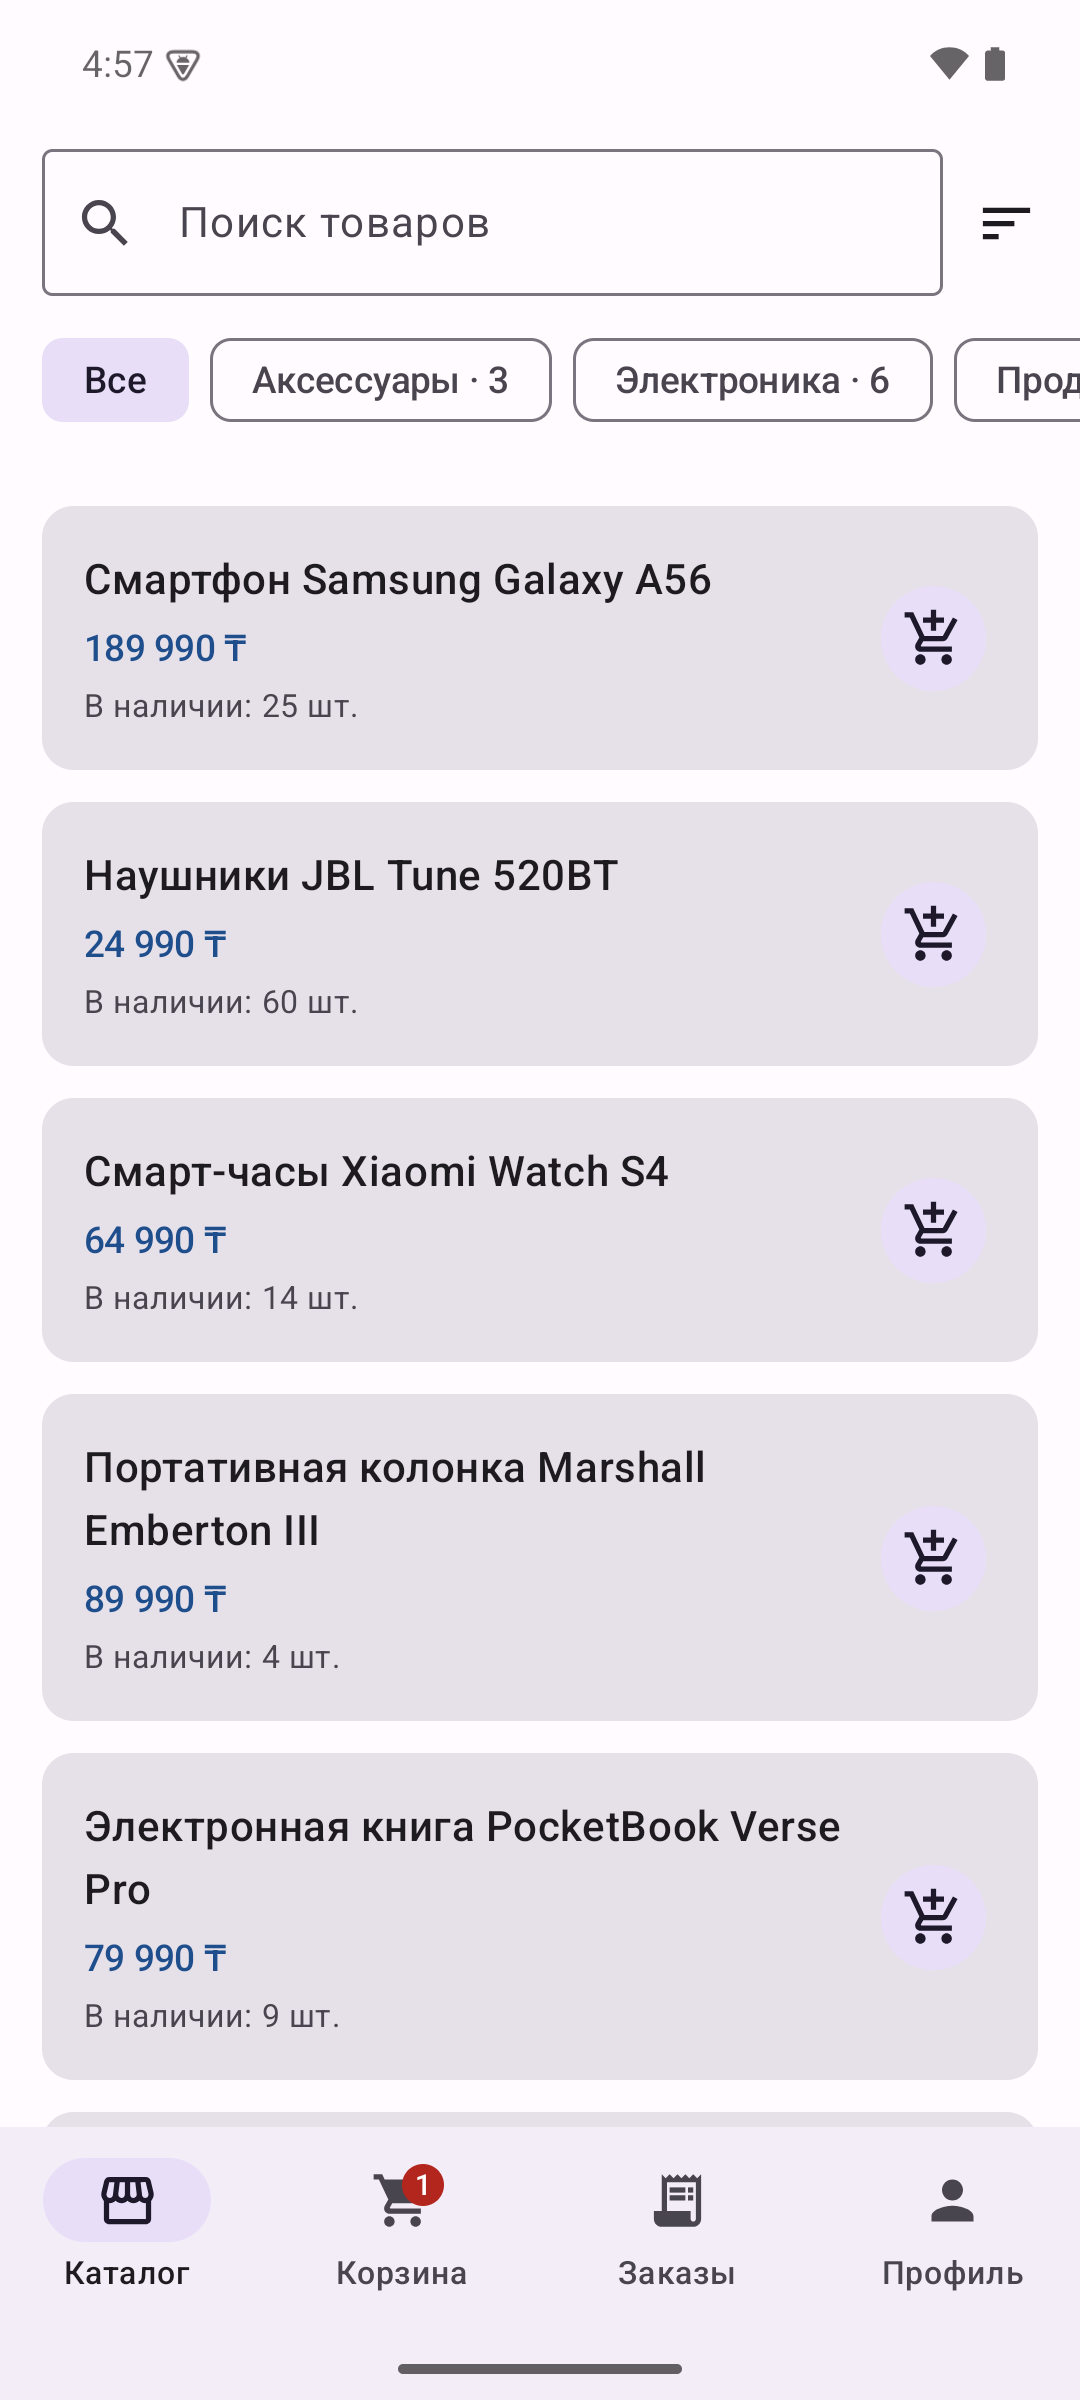 4:57
Поиск товаров
Все
Аксессуары · 3
Электроника · 6
Прод
Смартфон Samsung Galaxy A56
189 990 ₸
В наличии: 25 шт.
Наушники JBL Tune 520BT
24 990 ₸
В наличии: 60 шт.
Смарт-часы Xiaomi Watch S4
64 990 ₸
В наличии: 14 шт.
Портативная колонка Marshall
Emberton III
89 990 ₸
В наличии: 4 шт.
Электронная книга PocketBook Verse
Pro
79 990 ₸
В наличии: 9 шт.
1
Каталог
Корзина
Заказы
Профиль